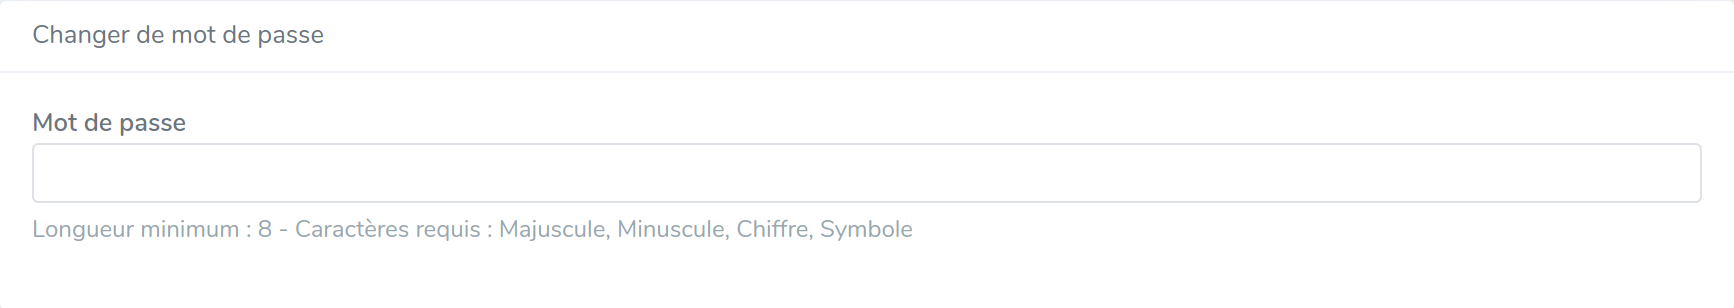 Changer de mot de passe
Mot de passe
Longueur minimum : 8 - Caractères requis : Majuscule, Minuscule, Chiffre, Symbole